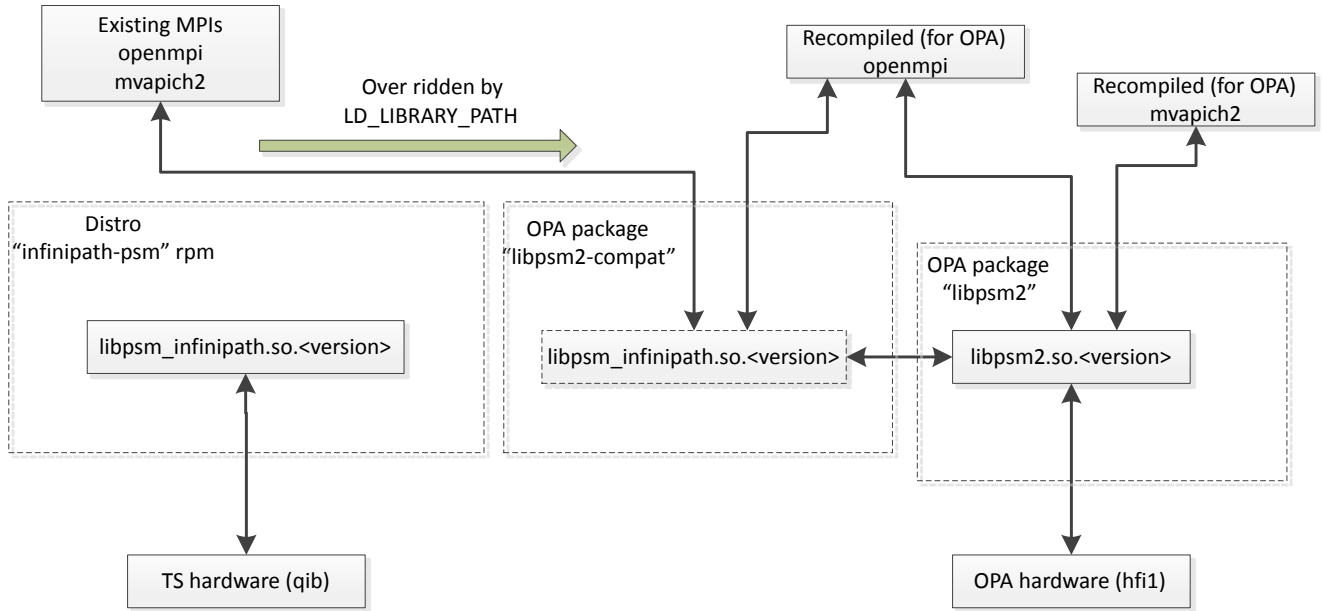 Existing MPIs
openmpi
mvapich2
Over ridden by
LD_LIBRARY_PATH
Recompiled (for OPA)
openmpi
Recompiled (for OPA)
mvapich2
Distro
“infinipath-psm” rpm
OPA package
“libpsm2-compat”
OPA package
“libpsm2”
libpsm_infinipath.so.<version>
libpsm_infinipath.so.<version>
libpsm2.so.<version>
TS hardware (qib)
OPA hardware (hfi1)